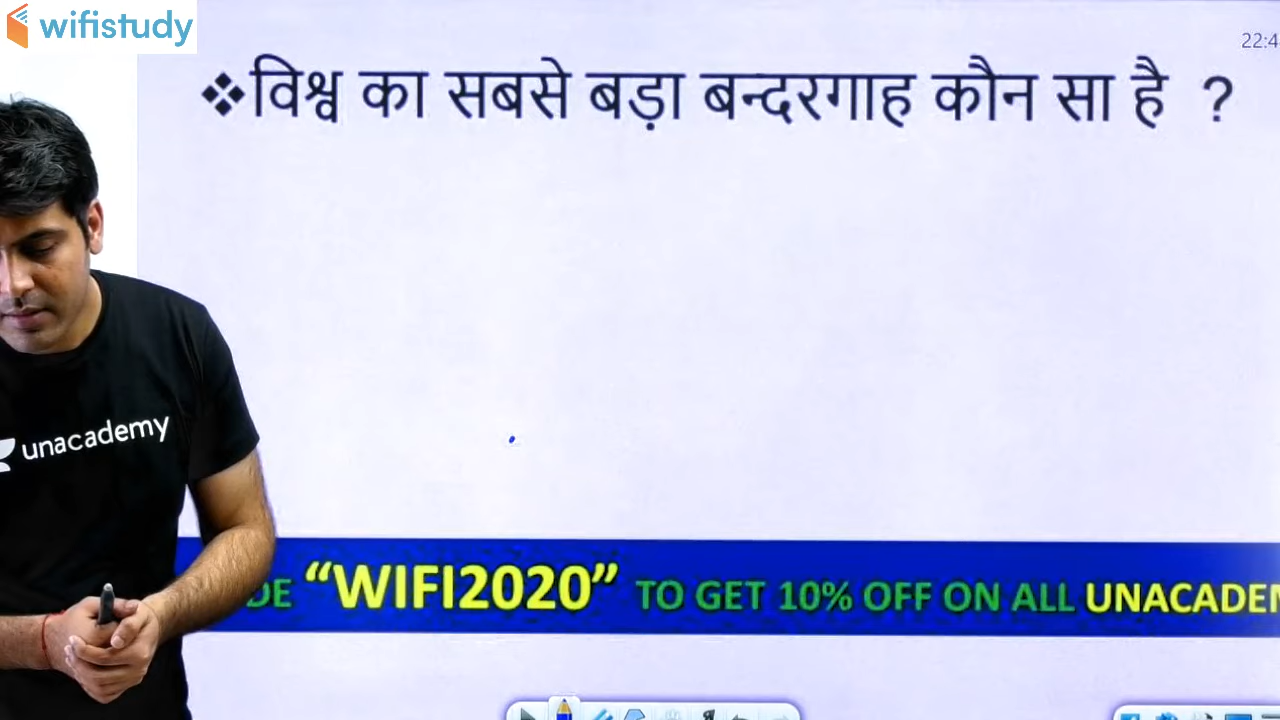 wifistudy
22:4
❖विश्व का सबसे बड़ा बन्दरगाह कौन सा है ?
unacademy
DE “WIFI2020” TO GET 10% OFF ON ALL UNACADEM